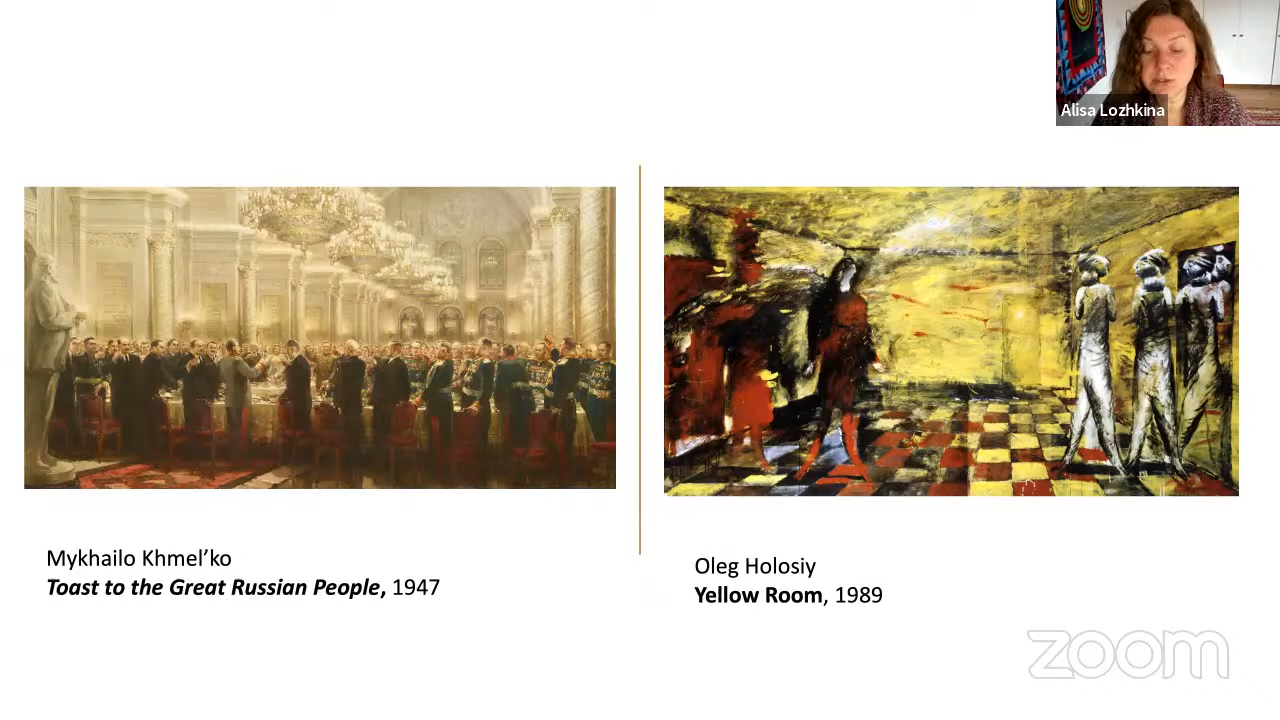 Alisa Lozhkina
Mykhailo Khmel’ko
Toast to the Great Russian People, 1947
Oleg Holosiy
Yellow Room, 1989
zoom